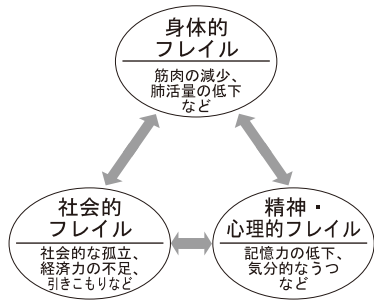 身体的
フレイル
筋肉の減少、
肺活量の低下
など
社会的
フレイル
社会的な孤立、
経済力の不足、
引きこもりなど
精神・
心理的フレイル
記憶力の低下、
気分的なうつ
など